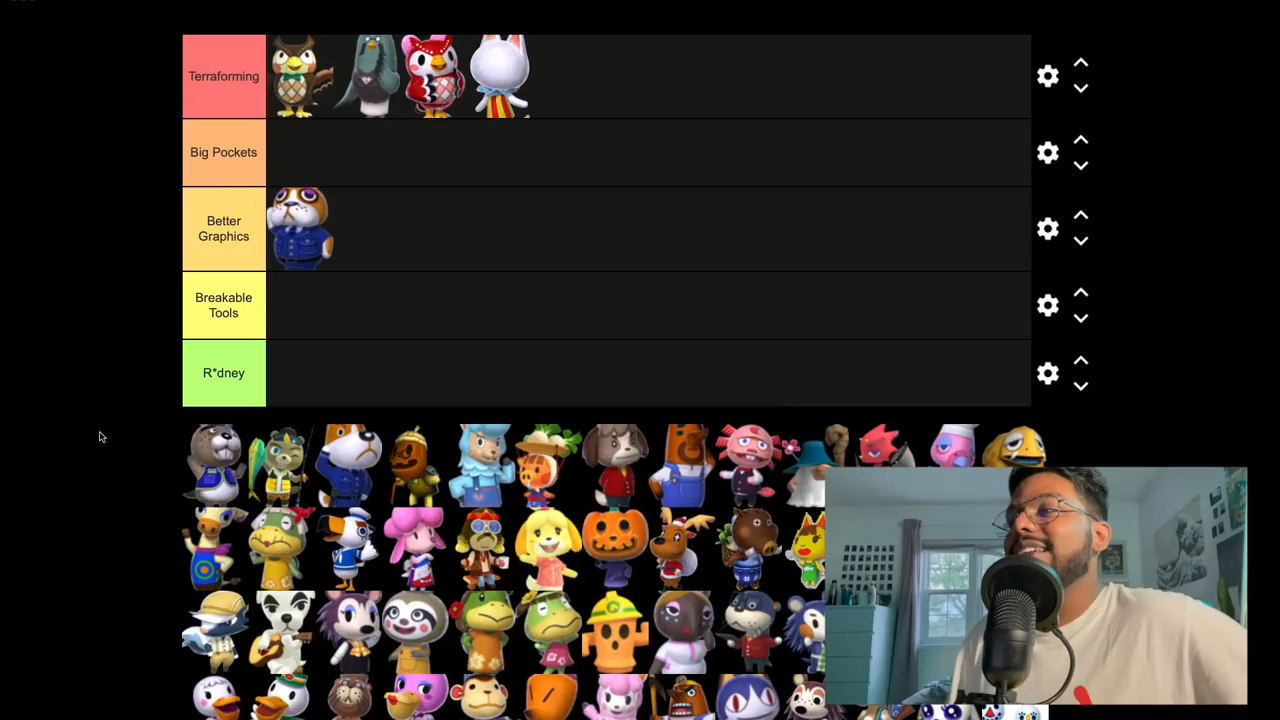 Terraforming
Big Pockets
Better
Graphics
Breakable
Tools
R*dney